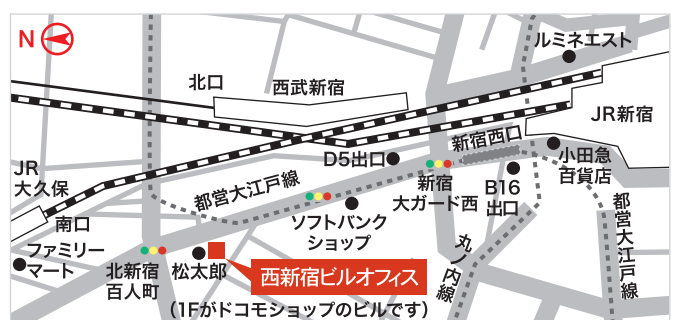 N
ルミネエスト
北口
西武新宿
JR新宿
新宿西口
D5出口
小田急
百貨店
JR
大久保
都営大江戸線
新宿
大ガード西
B16
出口
ソフトバンク
ショップ
南口
都営大江戸線
ファミリー
マート
丸ノ内線
北新宿
百人町
松太郎
西新宿ビルオフィス
(1Fがドコモショップのビルです)